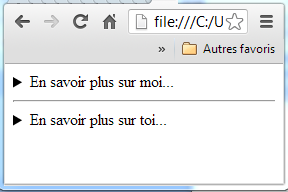 file:///C:/U
» Autres favoris
En savoir plus sur moi...
En savoir plus sur toi...